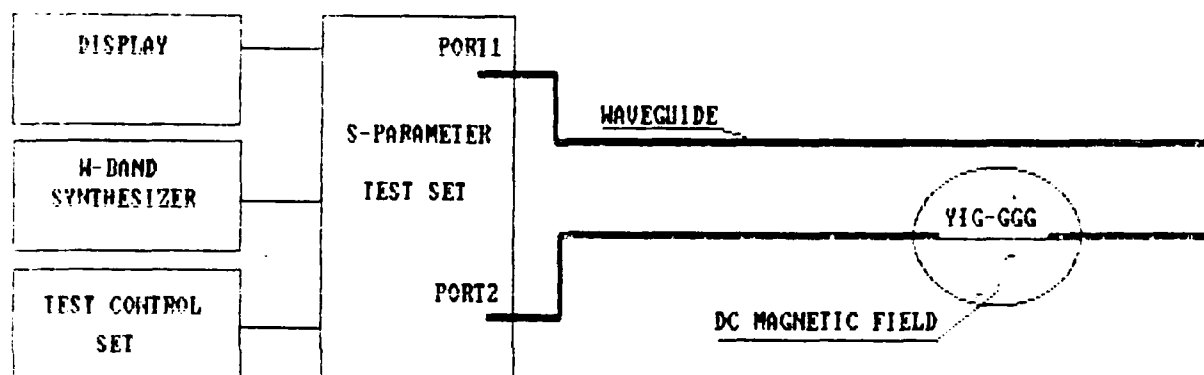 DISPLAY
W-BAND
SYNTHESIZER
TEST CONTROL
SET
PORT1
S-PARAMETER
TEST SET
PORT2
WAVEGUIDE
YIG-GGG
DC MAGNETIC FIELD